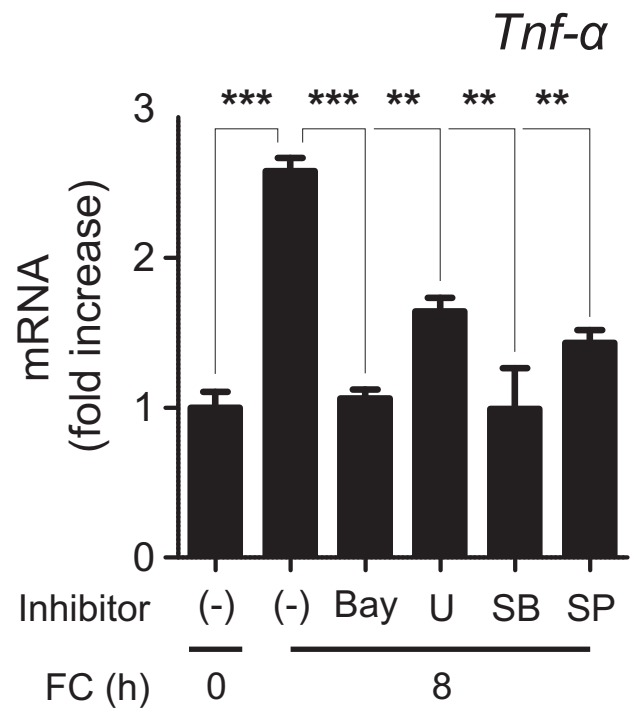 Tnf-α
*** *** ** ** **
3
2
1
0
mRNA
(fold increase)
Inhibitor (-) (-) Bay U SB SP
FC (h) 0 8